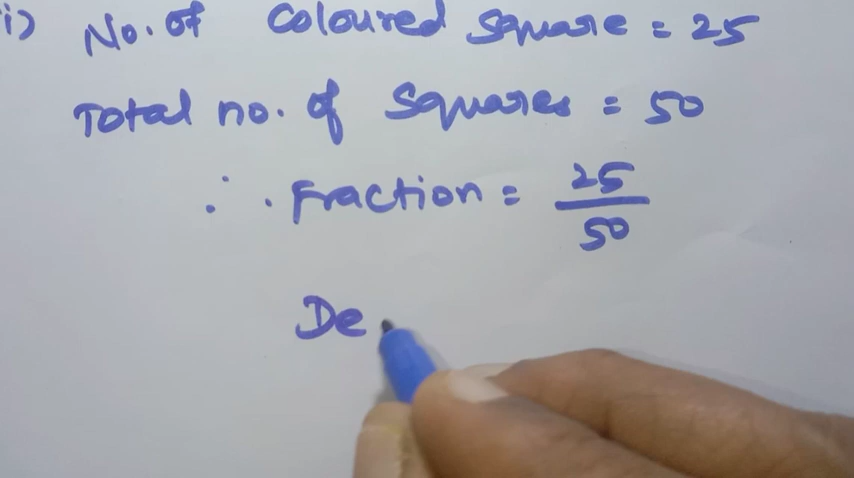 i) No. of Coloured Square = 25
Total no. of Squares = 50
∴ Fraction = 25/50
De